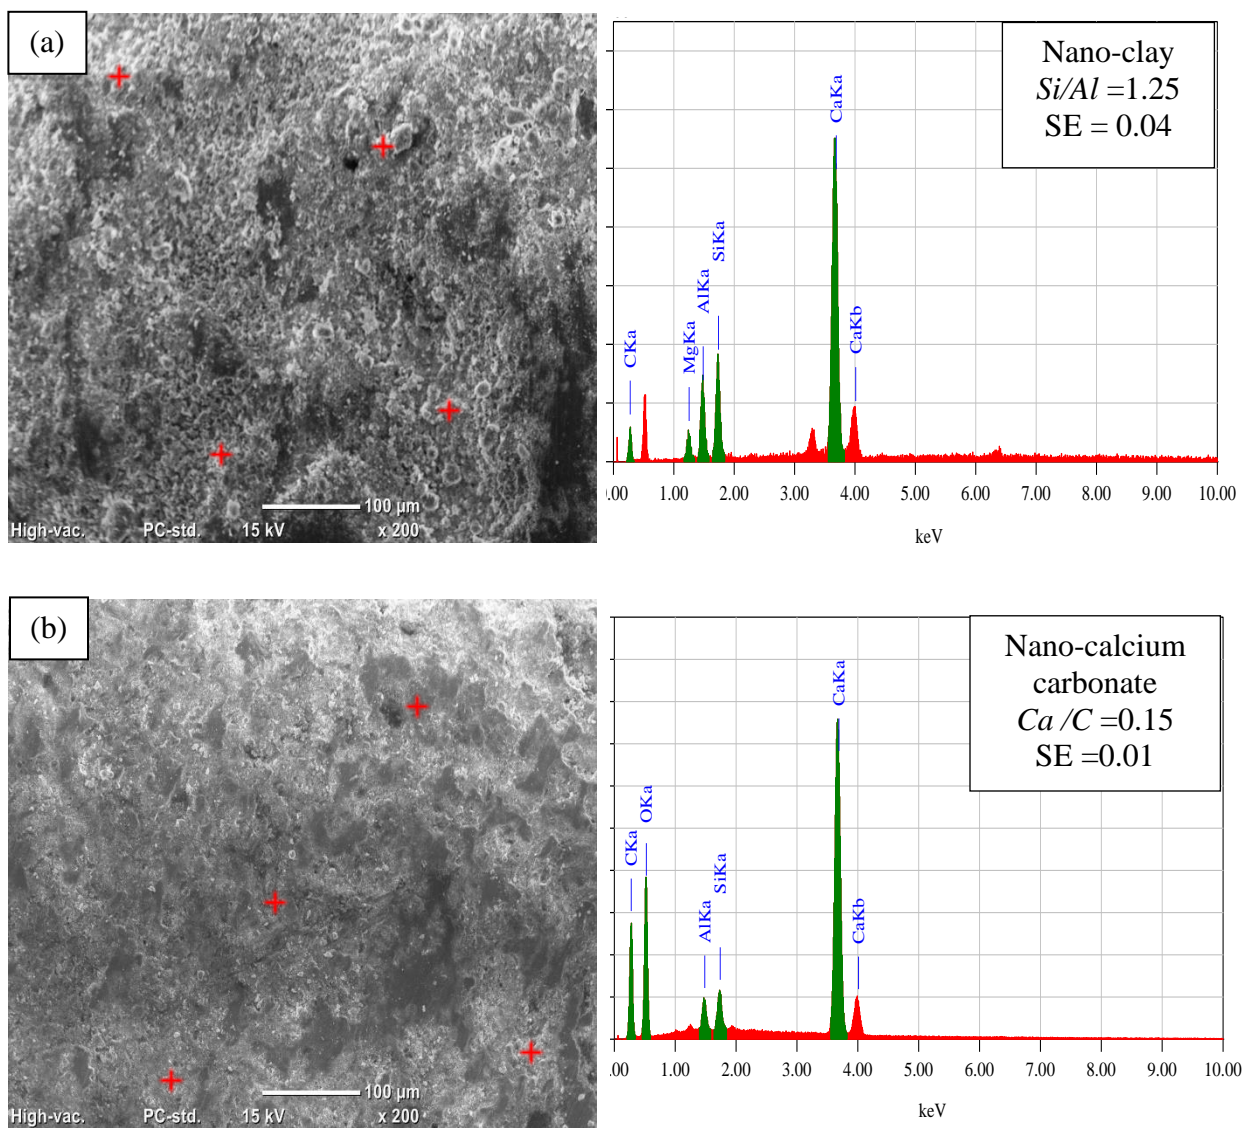 (a)
High-vac. PC-std. 15 kV x 200
100 µm
CKa
MgKa
AlKa
SiKa
CaKa
CaKb
Nano-clay
Si/Al =1.25
SE = 0.04
).00 1.00 2.00 3.00 4.00 5.00 6.00 7.00 8.00 9.00 10.00
keV
(b)
High-vac. PC-std. 15 kV x 200
100 µm
CKa
OKa
AlKa
SiKa
CaKa
CaKb
Nano-calcium
carbonate
Ca /C =0.15
SE =0.01
.00 1.00 2.00 3.00 4.00 5.00 6.00 7.00 8.00 9.00 10.00
keV